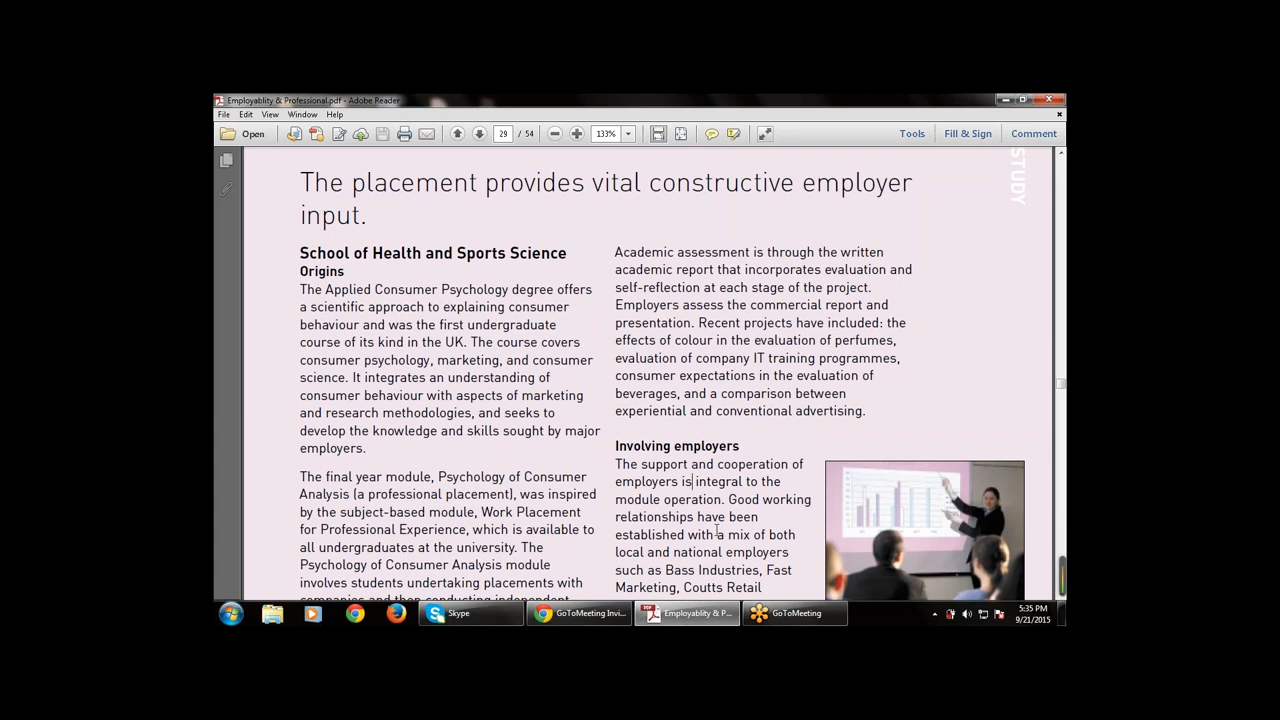 Employablity & Professional.pdf - Adobe Reader
File Edit View Window Help
Open 29 / 54 133% Tools Fill & Sign Comment
STUDY
The placement provides vital constructive employer
input.
School of Health and Sports Science
Origins
The Applied Consumer Psychology degree offers
a scientific approach to explaining consumer
behaviour and was the first undergraduate
course of its kind in the UK. The course covers
consumer psychology, marketing, and consumer
science. It integrates an understanding of
consumer behaviour with aspects of marketing
and research methodologies, and seeks to
develop the knowledge and skills sought by major
employers.
The final year module, Psychology of Consumer
Analysis (a professional placement), was inspired
by the subject-based module, Work Placement
for Professional Experience, which is available to
all undergraduates at the university. The
Psychology of Consumer Analysis module
involves students undertaking placements with
companies and then conducting independent
Academic assessment is through the written
academic report that incorporates evaluation and
self-reflection at each stage of the project.
Employers assess the commercial report and
presentation. Recent projects have included: the
effects of colour in the evaluation of perfumes,
evaluation of company IT training programmes,
consumer expectations in the evaluation of
beverages, and a comparison between
experiential and conventional advertising.
Involving employers
The support and cooperation of
employers is integral to the
module operation. Good working
relationships have been
established with a mix of both
local and national employers
such as Bass Industries, Fast
Marketing, Coutts Retail
Skype GoToMeeting Invi... Employablity & P... GoToMeeting
5:35 PM
9/21/2015